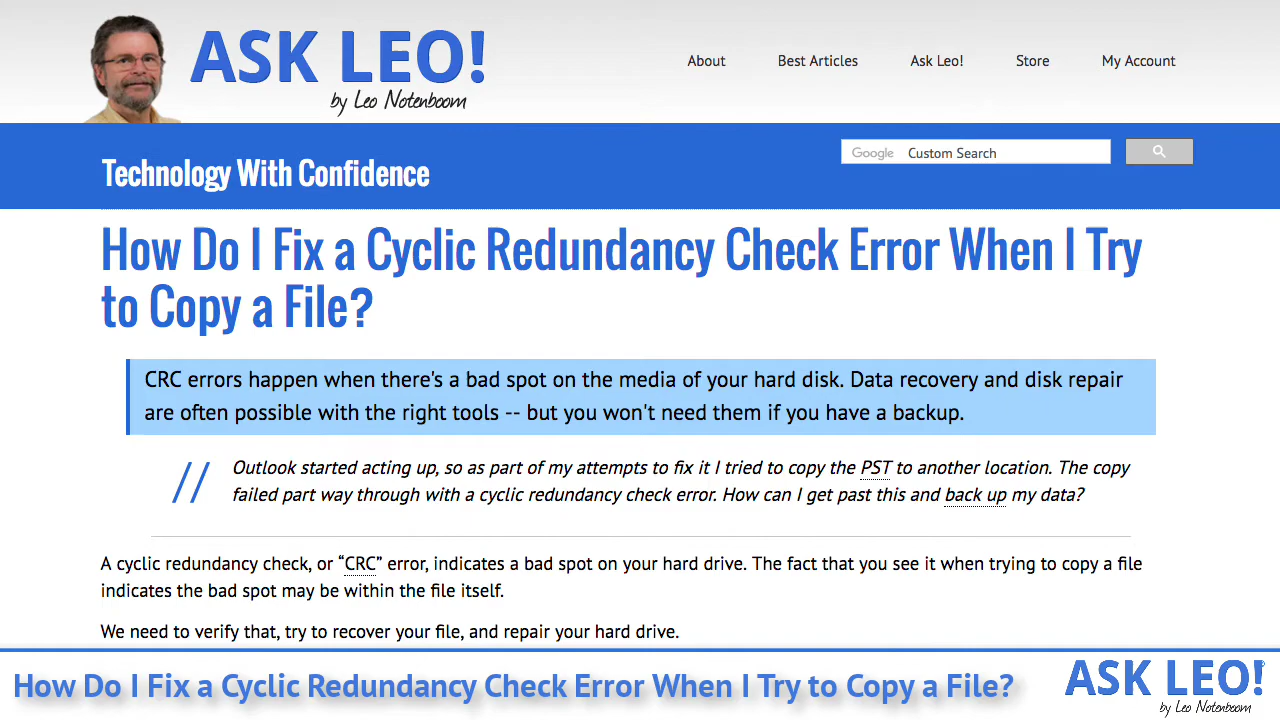 ASK LEO!
by Leo Notenboom
About Best Articles Ask Leo! Store My Account
Technology With Confidence
Google Custom Search
How Do I Fix a Cyclic Redundancy Check Error When I Try
to Copy a File?
CRC errors happen when there's a bad spot on the media of your hard disk. Data recovery and disk repair
are often possible with the right tools -- but you won't need them if you have a backup.
// Outlook started acting up, so as part of my attempts to fix it I tried to copy the PST to another location. The copy
failed part way through with a cyclic redundancy check error. How can I get past this and back up my data?
A cyclic redundancy check, or “CRC” error, indicates a bad spot on your hard drive. The fact that you see it when trying to copy a file
indicates the bad spot may be within the file itself.
We need to verify that, try to recover your file, and repair your hard drive.
How Do I Fix a Cyclic Redundancy Check Error When I Try to Copy a File?
ASK LEO!®
by Leo Notenboom